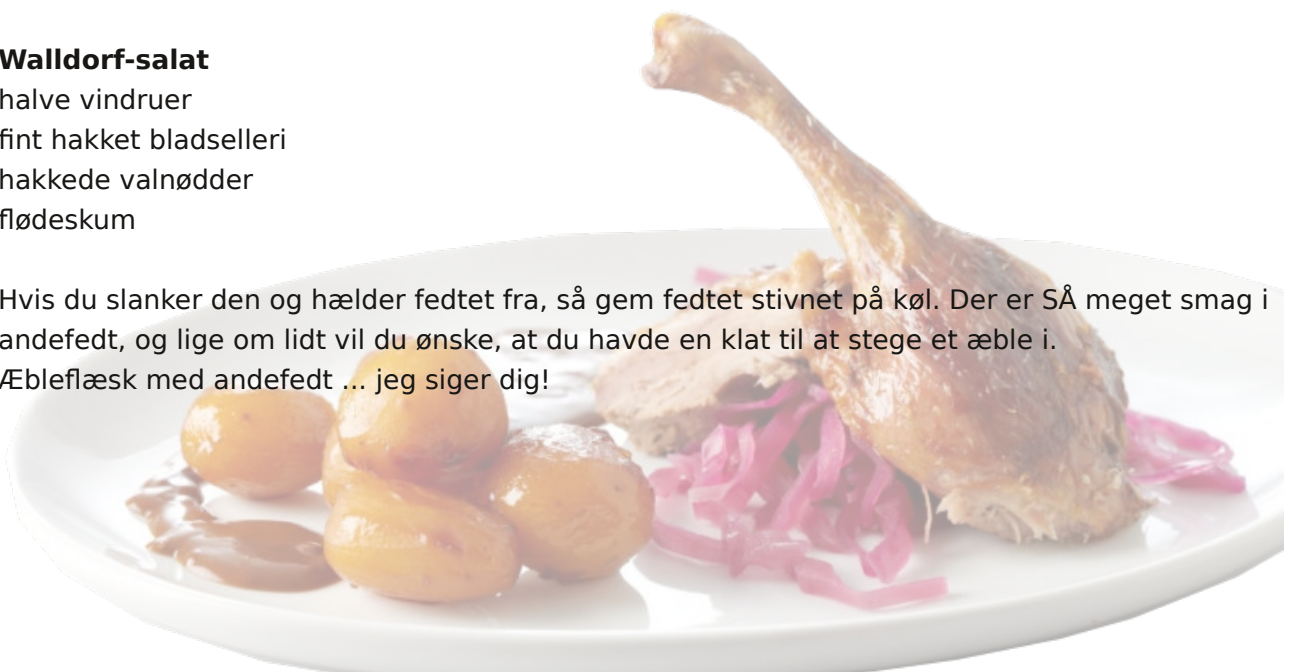 Walldorf-salat
halve vindruer
fint hakket bladselleri
hakkede valnødder
flødeskum
Hvis du slanker den og hælder fedtet fra, så gem fedtet stivnet på køl. Der er SÅ meget smag i
andefedt, og lige om lidt vil du ønske, at du havde en klat til at stege et æble i.
Æbleflæsk med andefedt ... jeg siger dig!